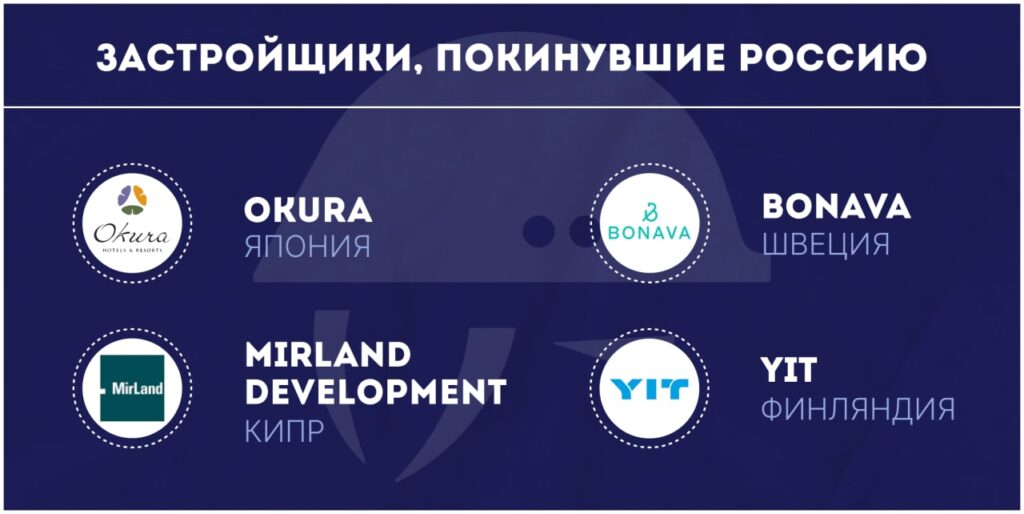 ЗАСТРОЙЩИКИ, ПОКИНУВШИЕ РОССИЮ
Okura
HOTELS & RESORTS
OKURA
ЯПОНИЯ
BONAVA
BONAVA
ШВЕЦИЯ
MirLand
MIRLAND
DEVELOPMENT
КИПР
YIT
YIT
ФИНЛЯНДИЯ